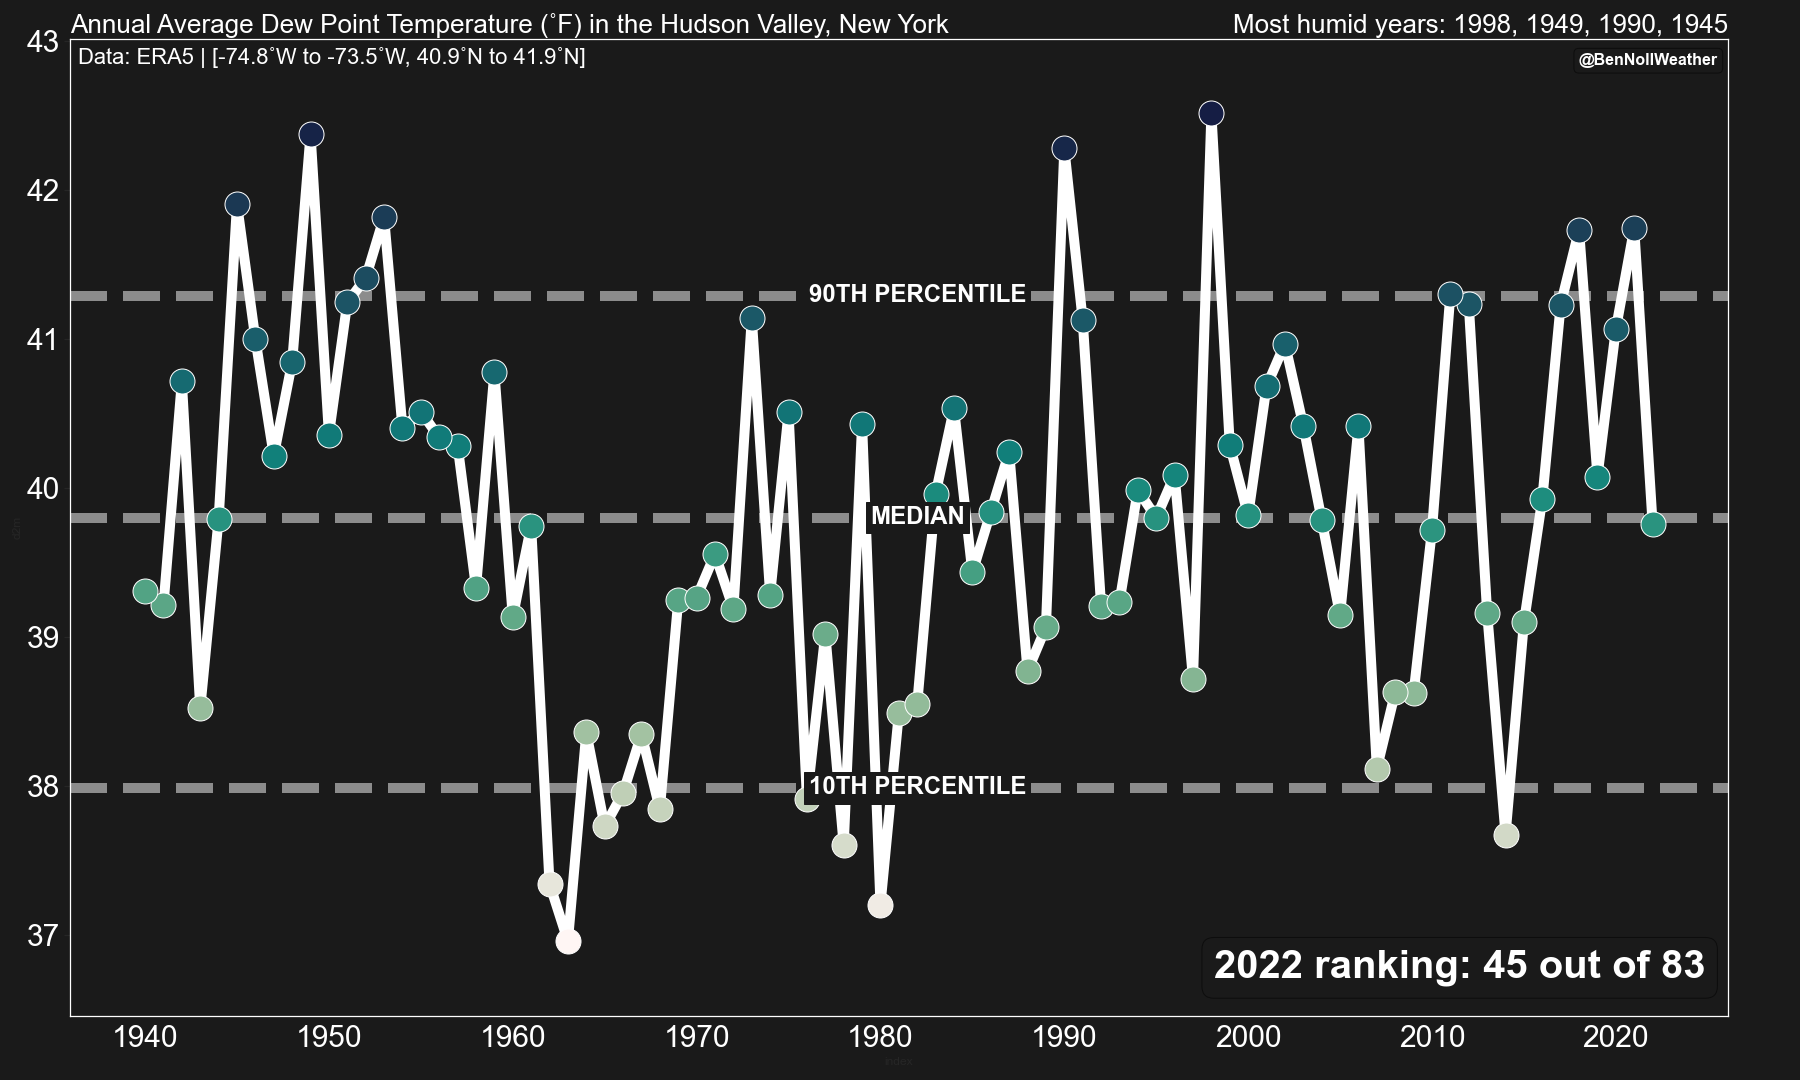 Annual Average Dew Point Temperature (°F) in the Hudson Valley, New York
Most humid years: 1998, 1949, 1990, 1945
Data: ERA5 | [-74.8°W to -73.5°W, 40.9°N to 41.9°N]
@BenNollWeather
43
42
41
40
39
38
37
90TH PERCENTILE
MEDIAN
10TH PERCENTILE
2022 ranking: 45 out of 83
1940 1950 1960 1970 1980 1990 2000 2010 2020
index